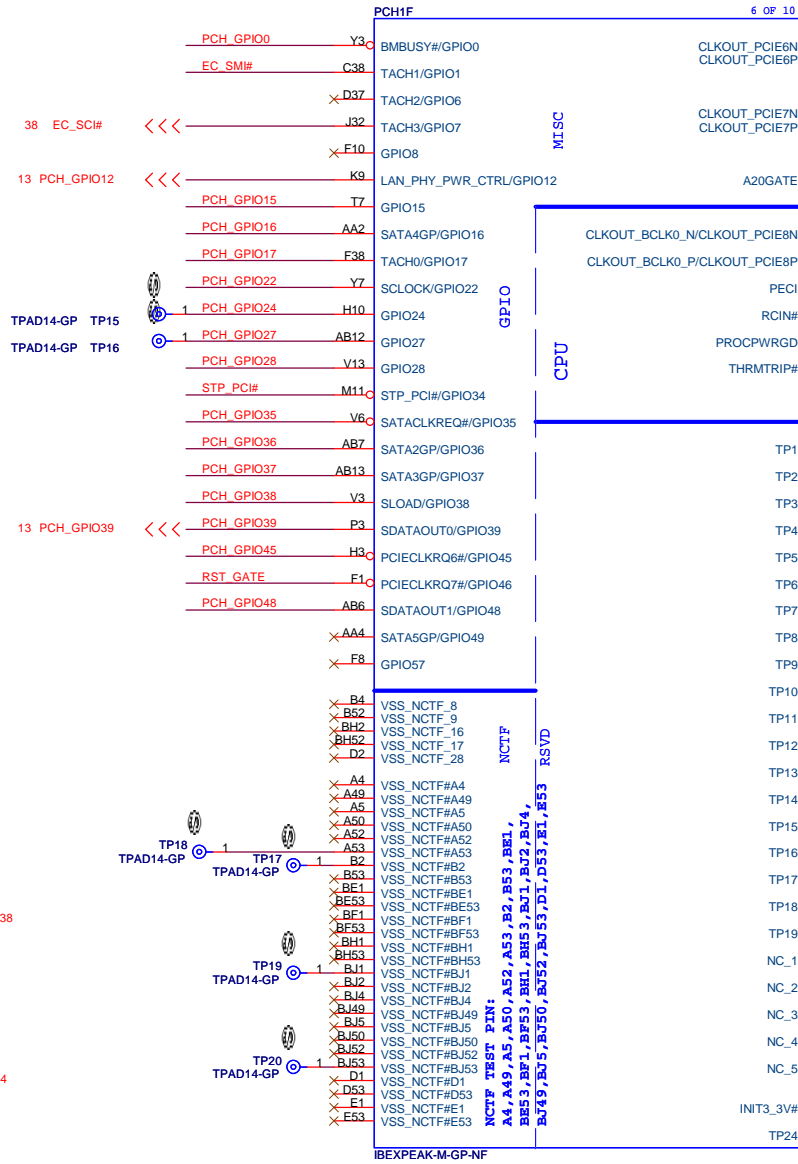 PCH1F 6 OF 10
PCH_GPIO0 Y3 BMBUSY#/GPIO0 CLKOUT_PCIE6N
CLKOUT_PCIE6P
EC_SMI# C38 TACH1/GPIO1
D37 TACH2/GPIO6
MISC
CLKOUT_PCIE7N
38 EC_SCI# J32 TACH3/GPIO7 CLKOUT_PCIE7P
F10 GPIO8
13 PCH_GPIO12 K9 LAN_PHY_PWR_CTRL/GPIO12 A20GATE
PCH_GPIO15 T7 GPIO15
PCH_GPIO16 AA2 SATA4GP/GPIO16 CLKOUT_BCLK0_N/CLKOUT_PCIE8N
PCH_GPIO17 F38 TACH0/GPIO17 CLKOUT_BCLK0_P/CLKOUT_PCIE8P
PCH_GPIO22 Y7 SCLOCK/GPIO22 PECI
GPIO
TPAD14-GP TP15 1 PCH_GPIO24 H10 GPIO24 RCIN#
TPAD14-GP TP16 1 PCH_GPIO27 AB12 GPIO27 PROCPWRGD
CPU
PCH_GPIO28 V13 GPIO28 THRMTRIP#
STP_PCI# M11 STP_PCI#/GPIO34
PCH_GPIO35 V6 SATACLKREQ#/GPIO35
PCH_GPIO36 AB7 SATA2GP/GPIO36 TP1
PCH_GPIO37 AB13 SATA3GP/GPIO37 TP2
PCH_GPIO38 V3 SLOAD/GPIO38 TP3
13 PCH_GPIO39 PCH_GPIO39 P3 SDATAOUT0/GPIO39 TP4
PCH_GPIO45 H3 PCIECLKRQ6#/GPIO45 TP5
RST_GATE F1 PCIECLKRQ7#/GPIO46 TP6
PCH_GPIO48 AB6 SDATAOUT1/GPIO48 TP7
AA4 SATA5GP/GPIO49 TP8
F8 GPIO57 TP9
TP10
B4 VSS_NCTF_8
B52 VSS_NCTF_9 TP11
BH2 VSS_NCTF_16
BH52 VSS_NCTF_17 TP12
D2 VSS_NCTF_28
NCTF
RSVD
TP13
A4 VSS_NCTF#A4
A49 VSS_NCTF#A49 TP14
A5 VSS_NCTF#A5
A50 VSS_NCTF#A50 TP15
A52 VSS_NCTF#A52
TP18 TPAD14-GP 1 A53 VSS_NCTF#A53 TP16
TP17 TPAD14-GP 1 B2 VSS_NCTF#B2
B53 VSS_NCTF#B53 TP17
BE1 VSS_NCTF#BE1
BE53 VSS_NCTF#BE53 TP18
BF1 VSS_NCTF#BF1
38
BF53 VSS_NCTF#BF53 TP19
BH1 VSS_NCTF#BH1
BH53 VSS_NCTF#BH53 NC_1
TP19 TPAD14-GP 1 BJ1 VSS_NCTF#BJ1
BJ2 VSS_NCTF#BJ2 NC_2
BJ4 VSS_NCTF#BJ4
BJ49 VSS_NCTF#BJ49 NC_3
BJ5 VSS_NCTF#BJ5
BJ50 VSS_NCTF#BJ50 NC_4
BJ52 VSS_NCTF#BJ52
TP20 TPAD14-GP 1 BJ53 VSS_NCTF#BJ53 NC_5
4
D1 VSS_NCTF#D1
D53 VSS_NCTF#D53
E1 VSS_NCTF#E1 INIT3_3V#
E53 VSS_NCTF#E53
TP24
NCTF TEST PIN:
A4,A49,A5,A50,A52,A53,B2,B53,BE1,
BE53,BF1,BF53,BH1,BH53,BJ1,BJ2,BJ4,
BJ49,BJ5,BJ50,BJ52,BJ53,D1,D53,E1,E53
IBEXPEAK-M-GP-NF